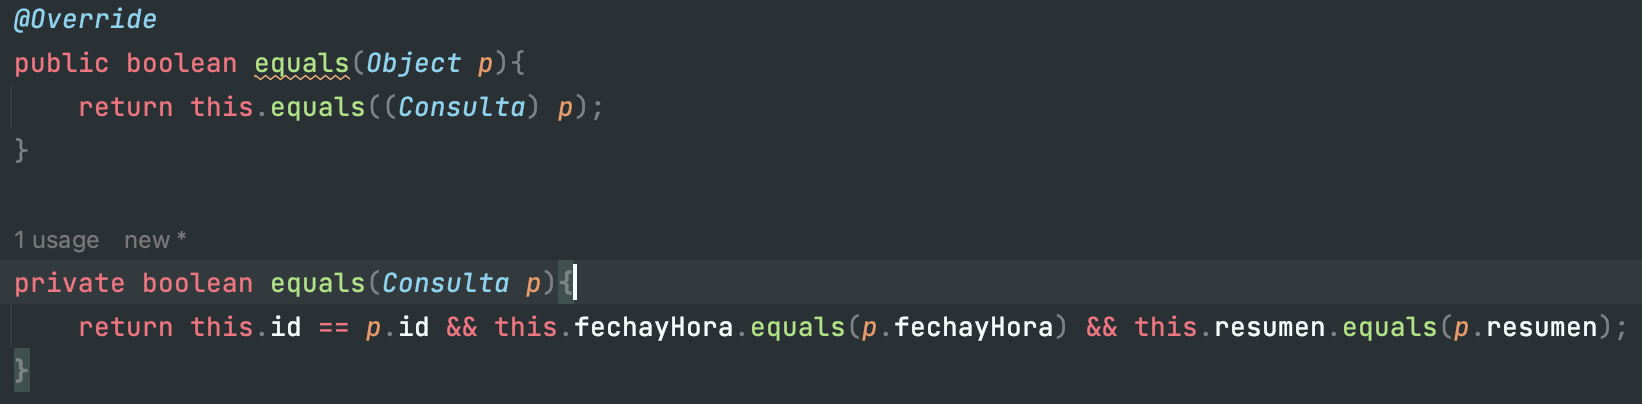 @Override
public boolean equals(Object p){
    return this.equals((Consulta) p);
}
1 usage   new *
private boolean equals(Consulta p){
    return this.id == p.id && this.fechayHora.equals(p.fechayHora) && this.resumen.equals(p.resumen);
}